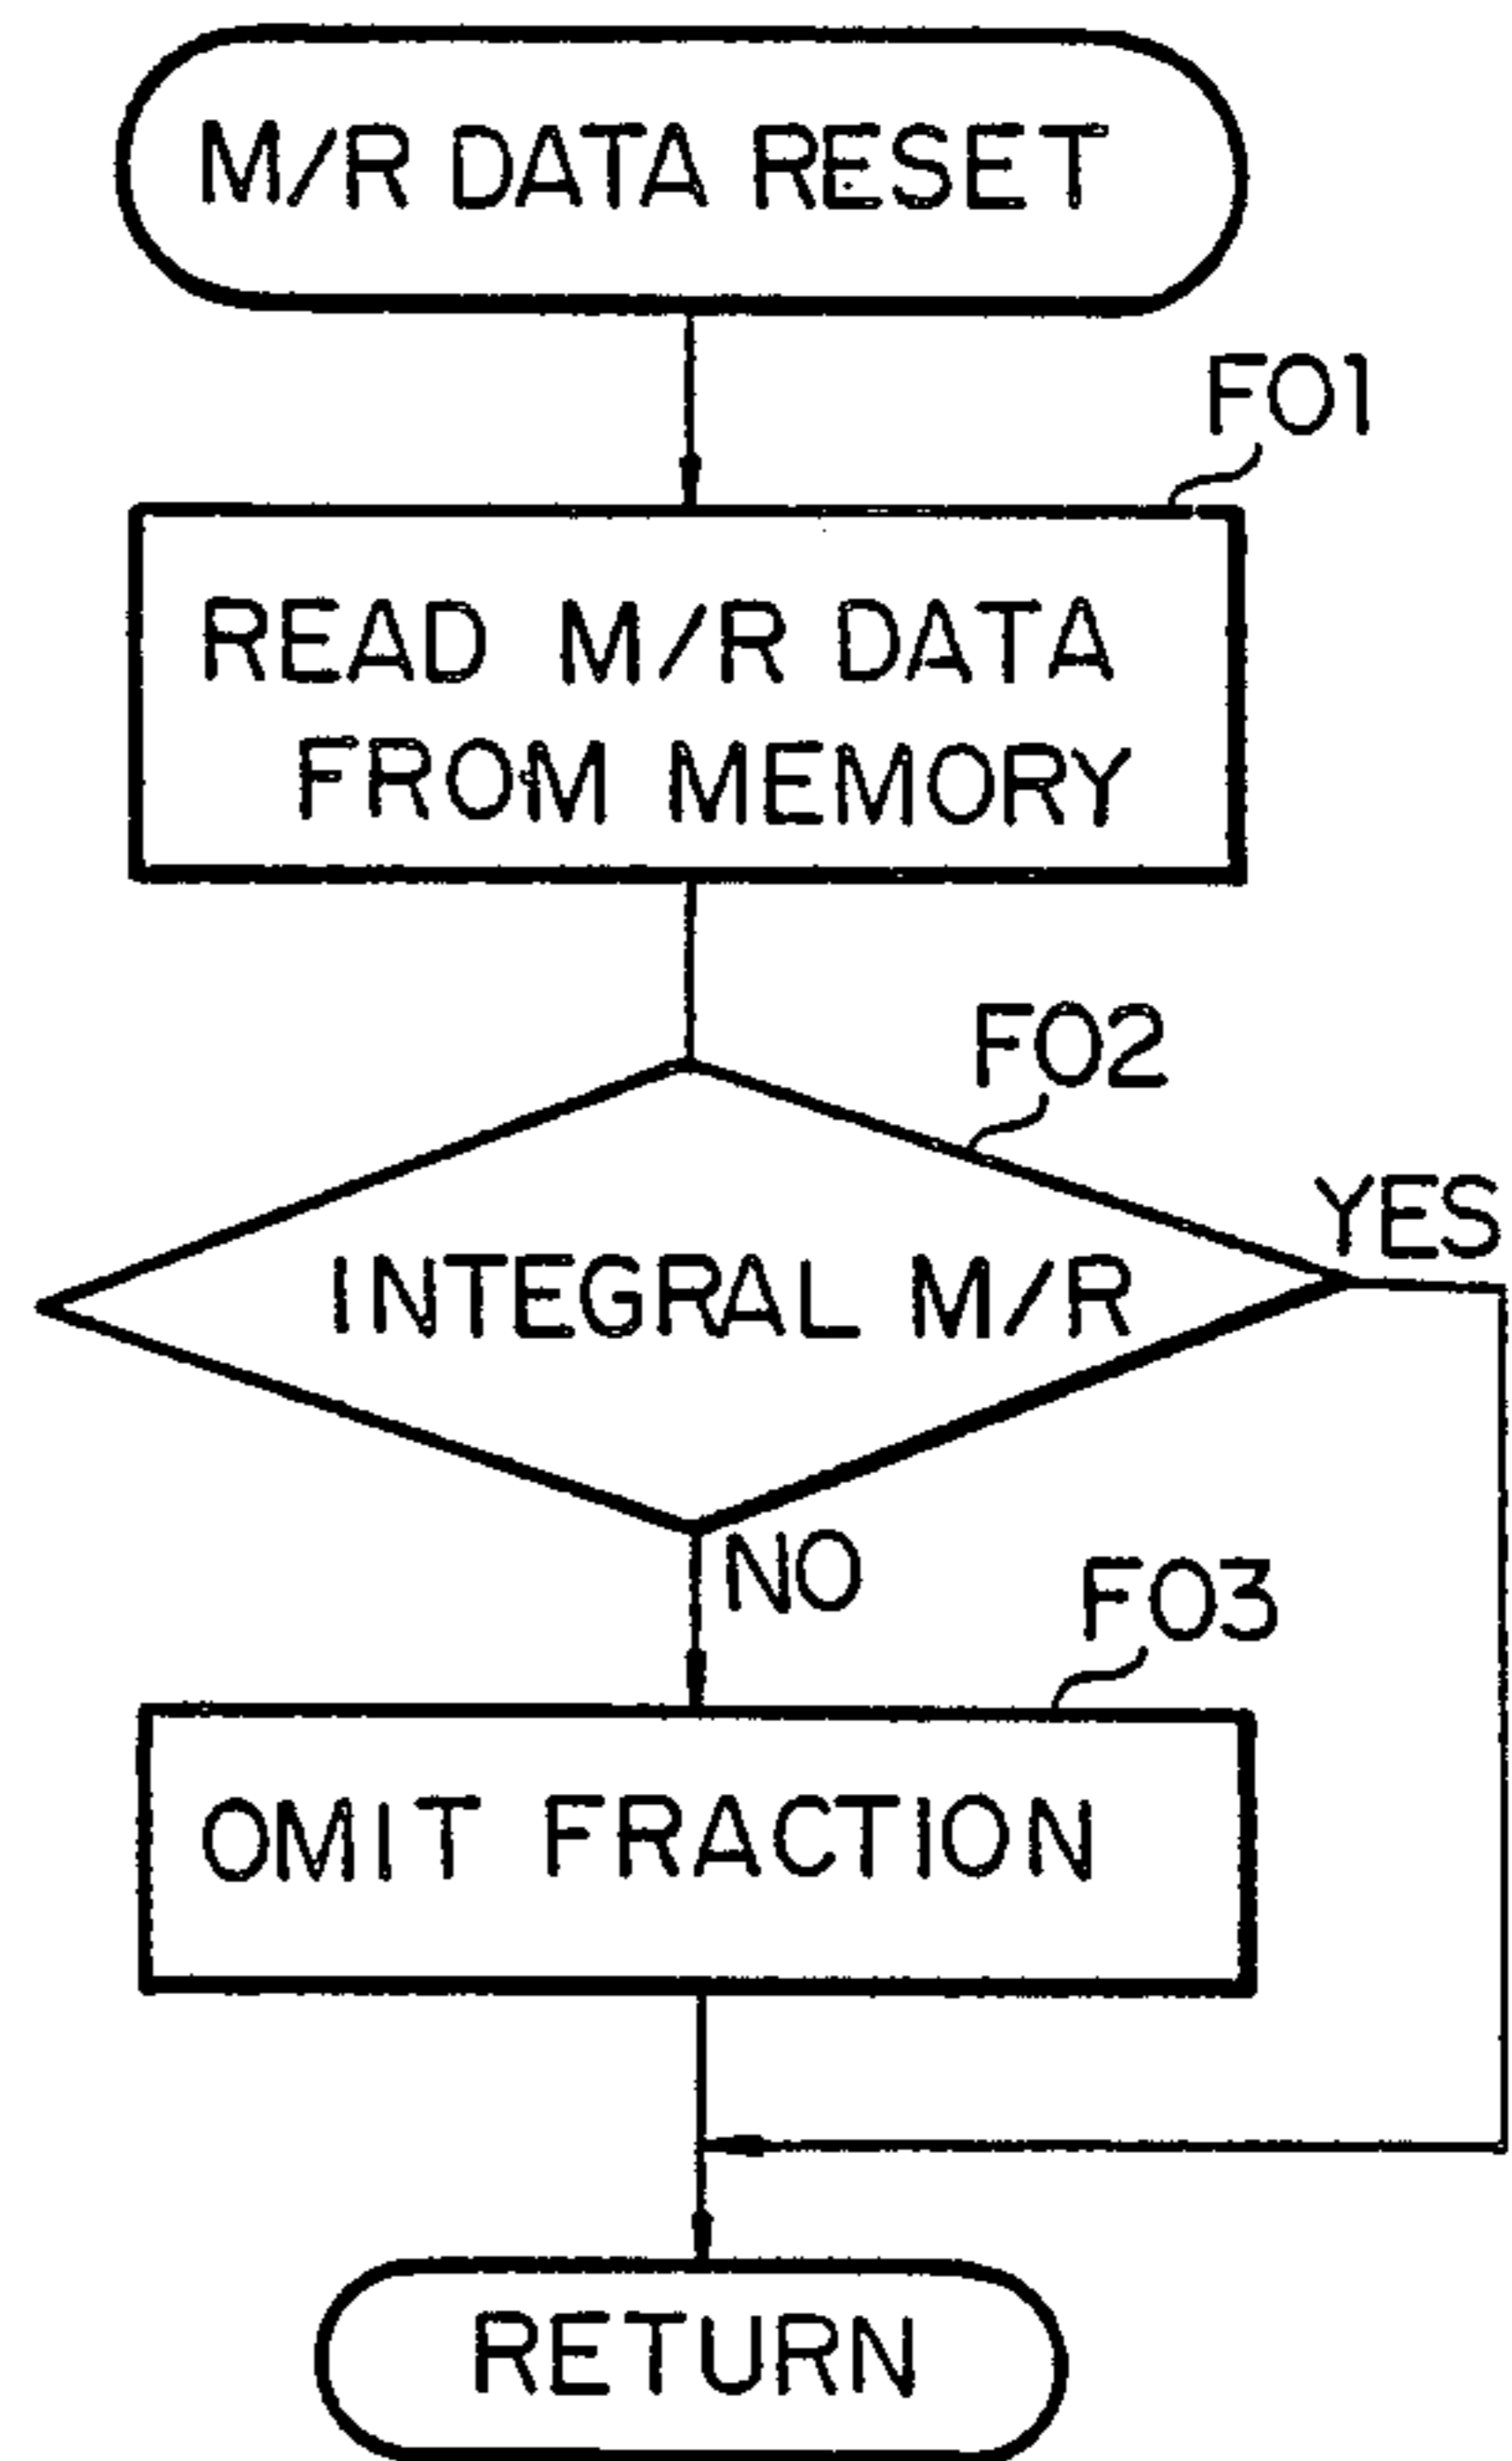 M/R DATA RESET
F01
READ M/R DATA
FROM MEMORY
F02
INTEGRAL M/R
YES
NO
F03
OMIT FRACTION
RETURN